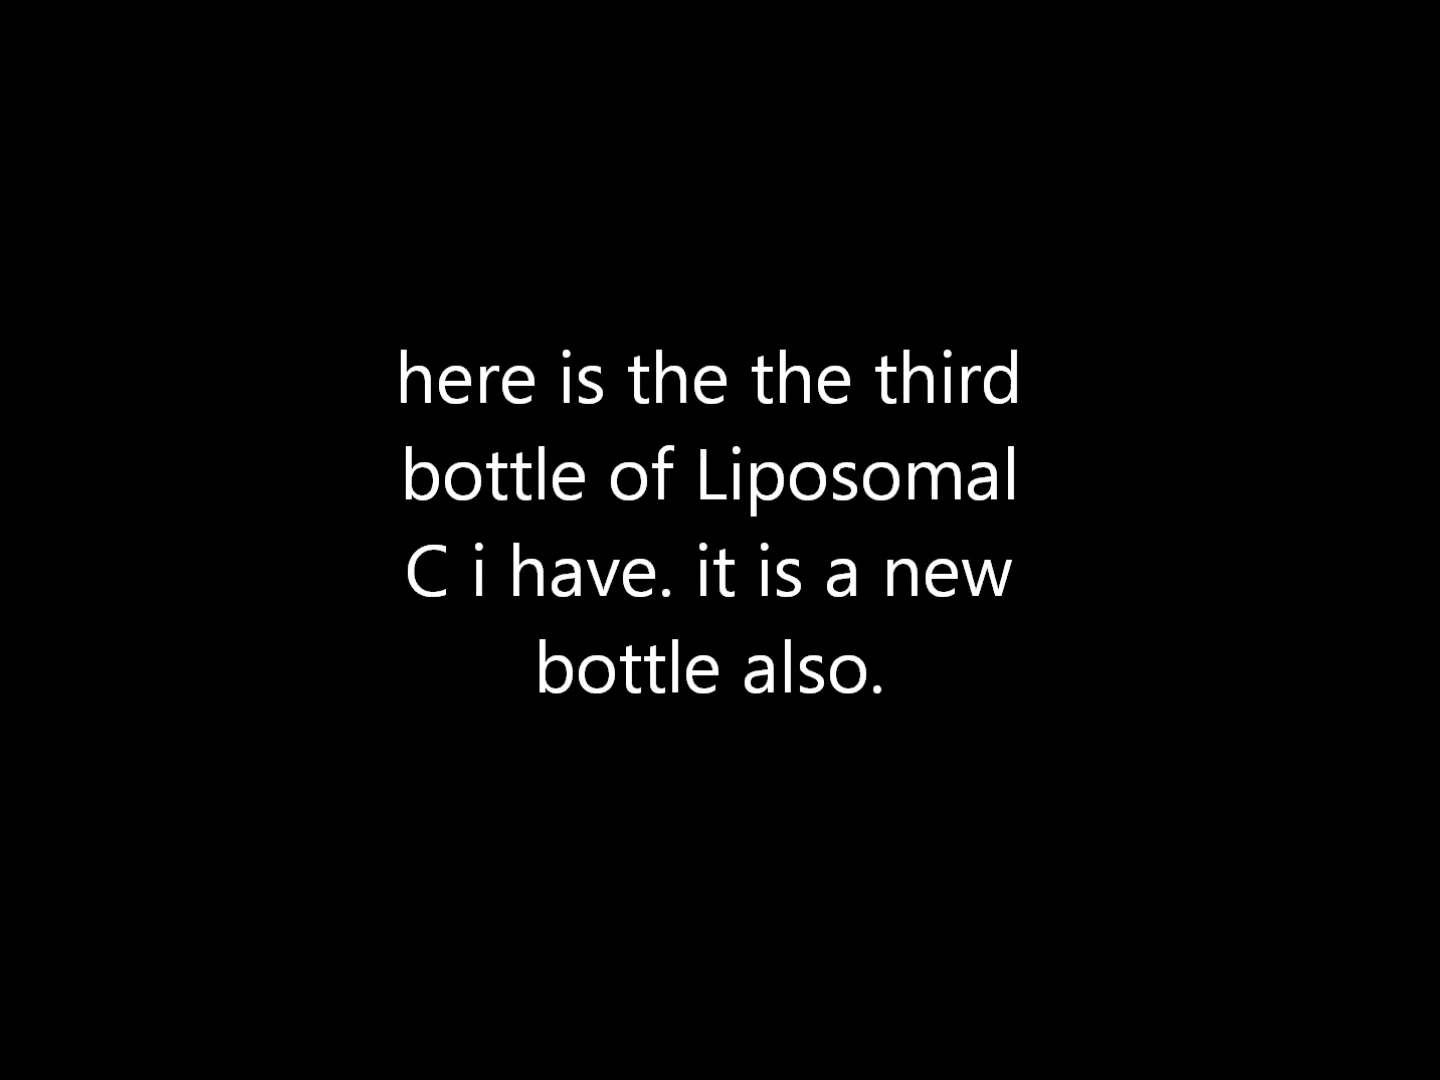 here is the the third
bottle of Liposomal
C i have. it is a new
bottle also.